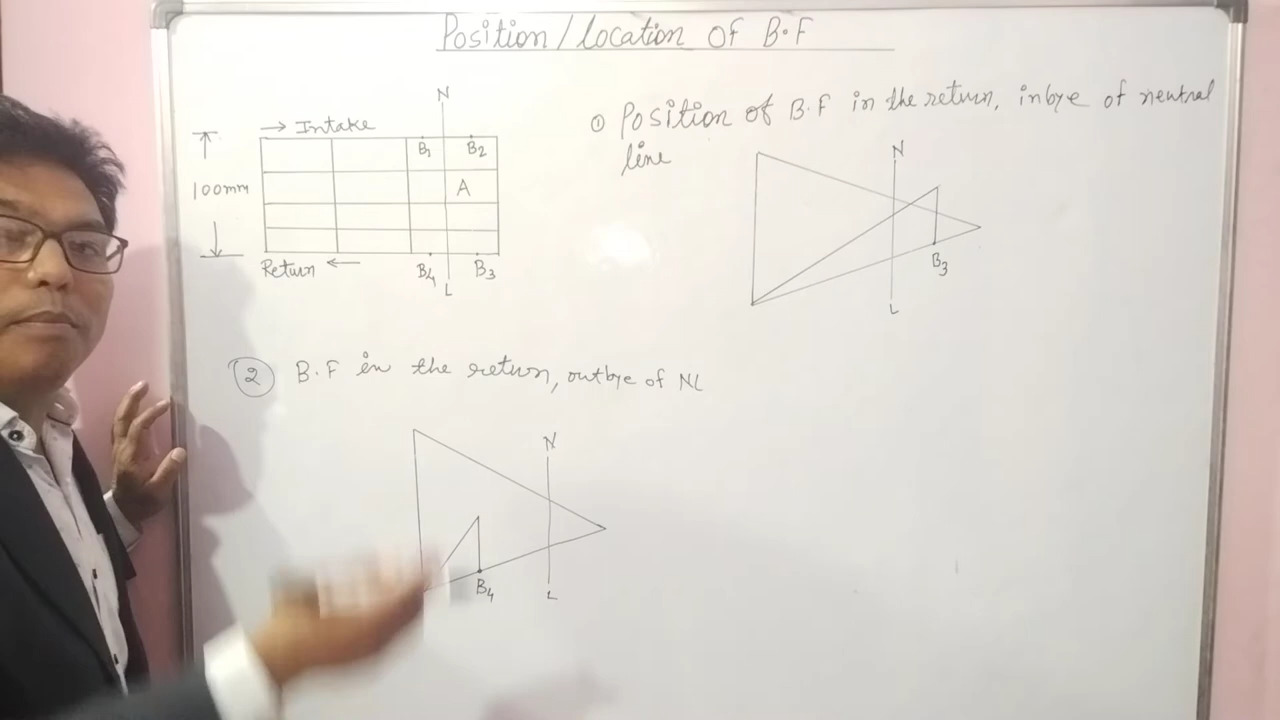 Position/location of B.F
N
→ Intake
B1 B2
100mm
A
Return ←
B4 B3
L
① Position of B.F in the return, inbye of neutral
line
N
B3
L
② B.F in the return, outbye of NL
N
B4
L